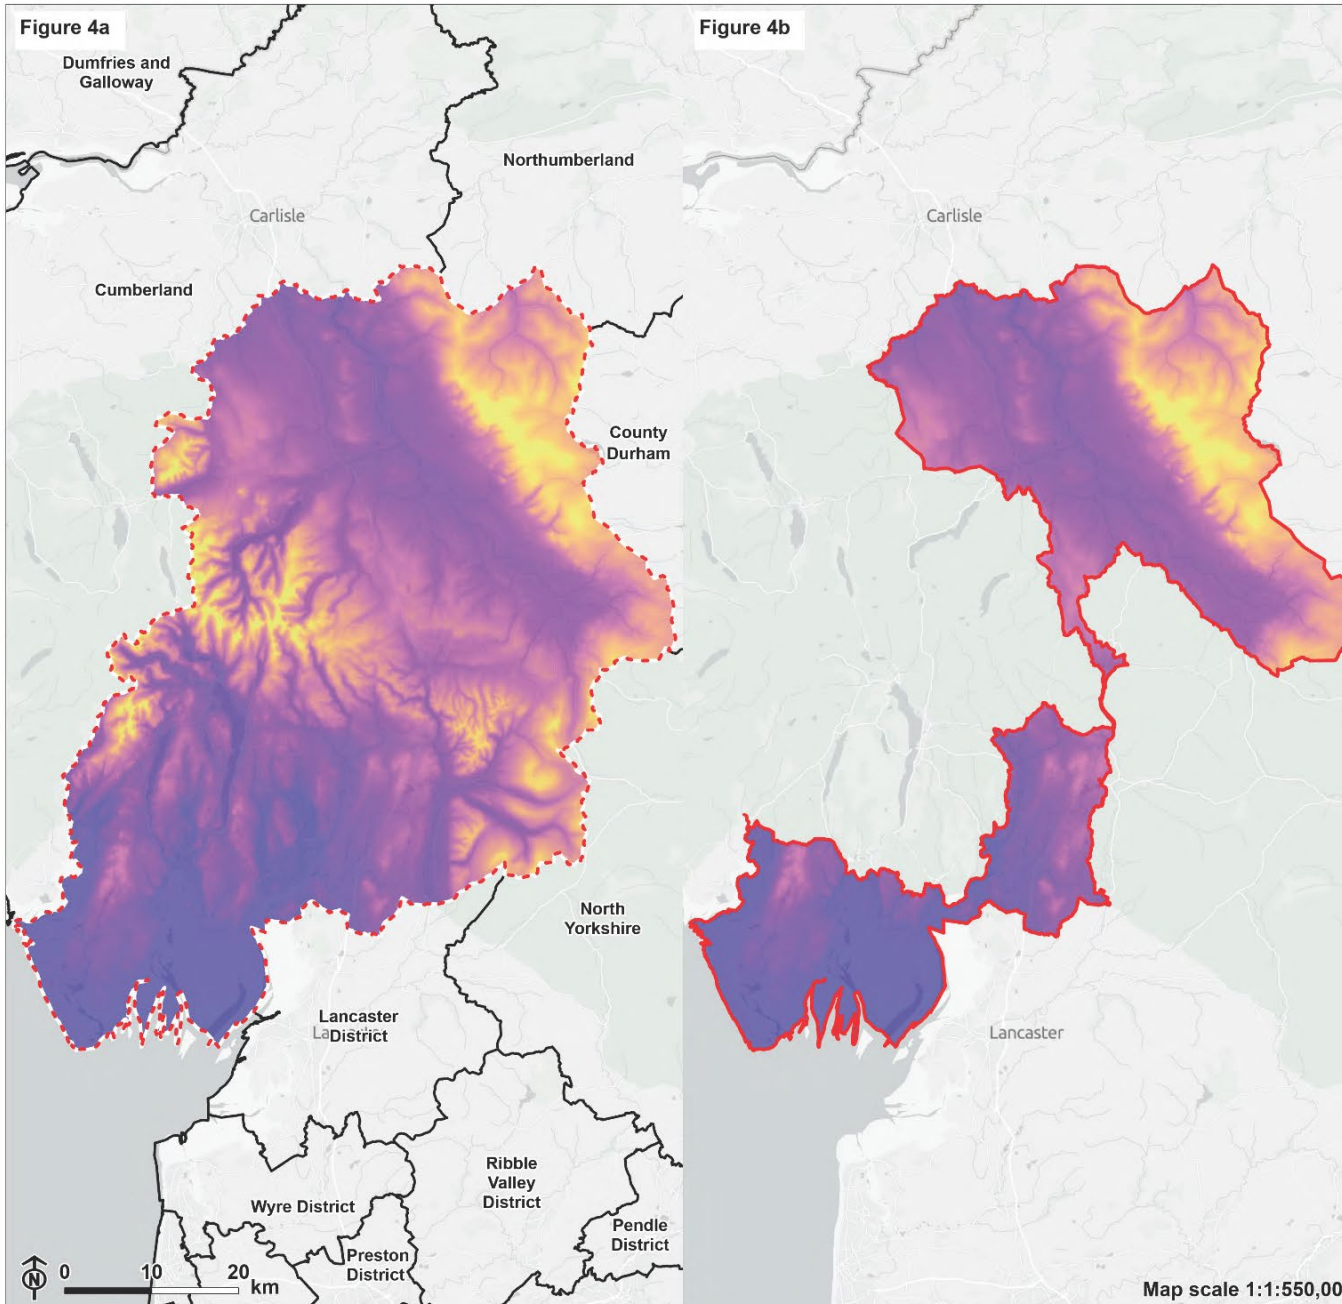 Figure 4a
Dumfries and
Galloway
Northumberland
Carlisle
Cumberland
County
Durham
North
Yorkshire
Lancaster
District
Ribble
Valley
District
Wyre District
Pendle
District
Preston
District
N
0 10 20
km
Figure 4b
Carlisle
Lancaster
Map scale 1:1:550,00